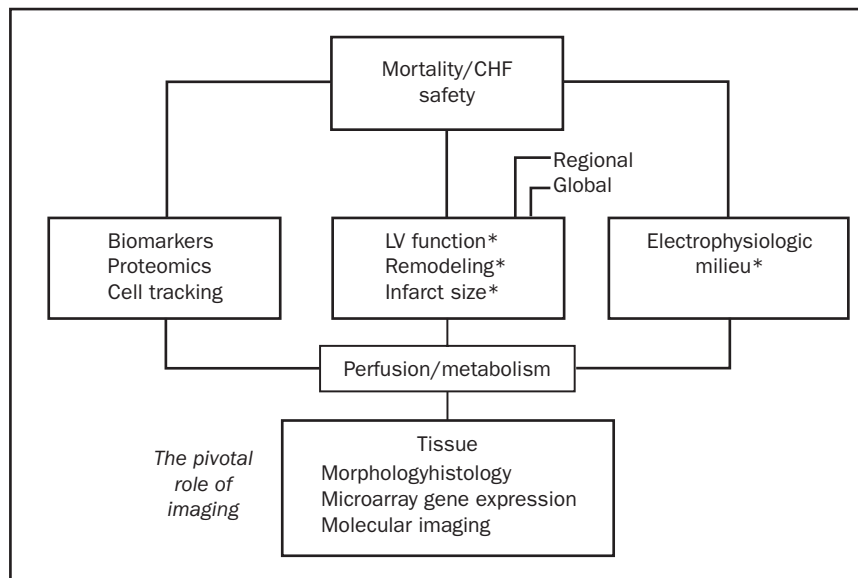 Mortality/CHF
safety
Regional
Global
Biomarkers
Proteomics
Cell tracking
LV function*
Remodeling*
Infarct size*
Electrophysiologic
milieu*
Perfusion/metabolism
The pivotal
role of
imaging
Tissue
Morphologyhistology
Microarray gene expression
Molecular imaging